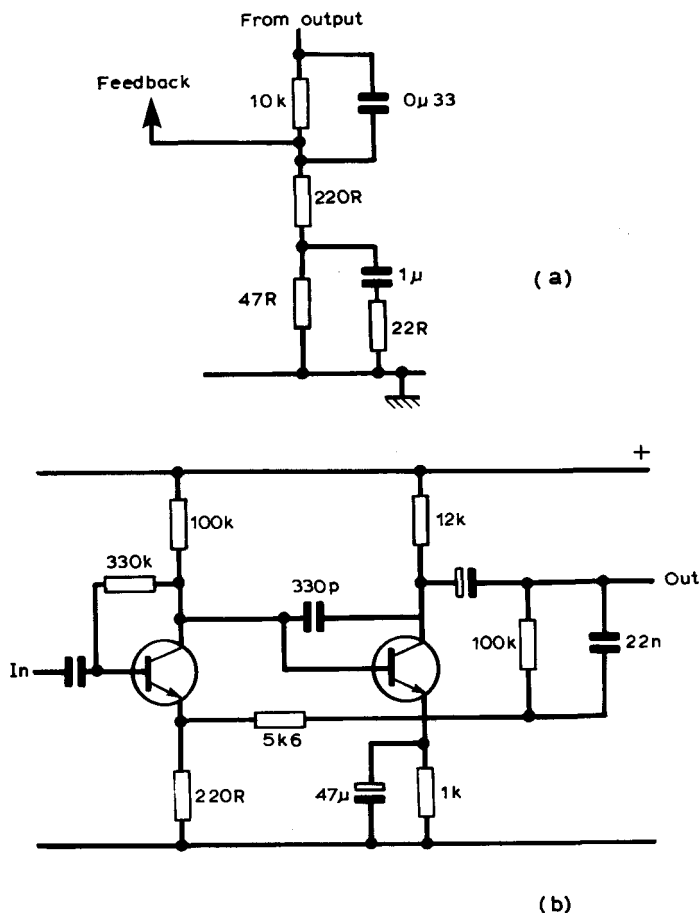 From output
Feedback
10k
0µ33
220R
1µ
47R
22R
(a)
+
100k
12k
330k
330p
Out
100k
22n
In
5k6
220R
47µ
1k
(b)